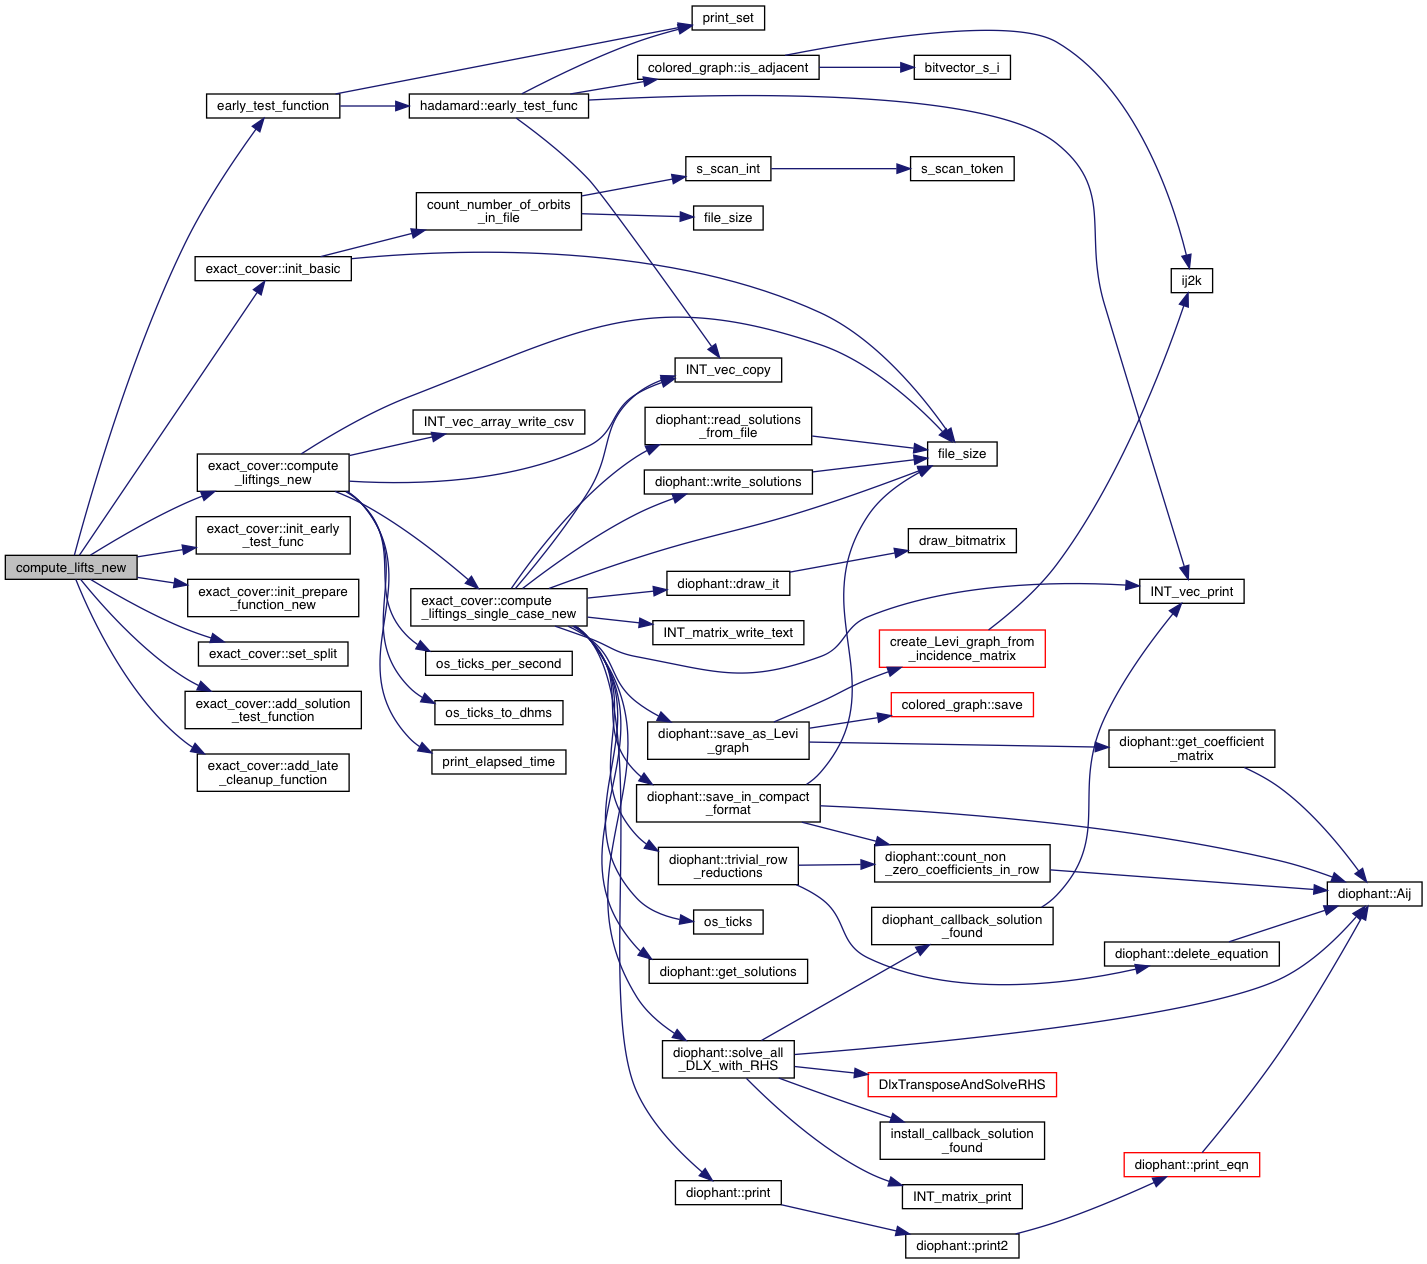 print_set
colored_graph::is_adjacent
bitvector_s_i
early_test_function
hadamard::early_test_func
s_scan_int
s_scan_token
count_number_of_orbits
_in_file
file_size
exact_cover::init_basic
ij2k
INT_vec_copy
INT_vec_array_write_csv
diophant::read_solutions
_from_file
file_size
exact_cover::compute
_liftings_new
diophant::write_solutions
exact_cover::init_early
_test_func
draw_bitmatrix
compute_lifts_new
diophant::draw_it
INT_vec_print
exact_cover::init_prepare
_function_new
exact_cover::compute
_liftings_single_case_new
INT_matrix_write_text
create_Levi_graph_from
_incidence_matrix
exact_cover::set_split
os_ticks_per_second
exact_cover::add_solution
_test_function
os_ticks_to_dhms
colored_graph::save
diophant::save_as_Levi
_graph
diophant::get_coefficient
_matrix
exact_cover::add_late
_cleanup_function
print_elapsed_time
diophant::save_in_compact
_format
diophant::trivial_row
_reductions
diophant::count_non
_zero_coefficients_in_row
diophant::Aij
os_ticks
diophant_callback_solution
_found
diophant::delete_equation
diophant::get_solutions
diophant::solve_all
_DLX_with_RHS
DlxTransposeAndSolveRHS
install_callback_solution
_found
diophant::print_eqn
diophant::print
INT_matrix_print
diophant::print2